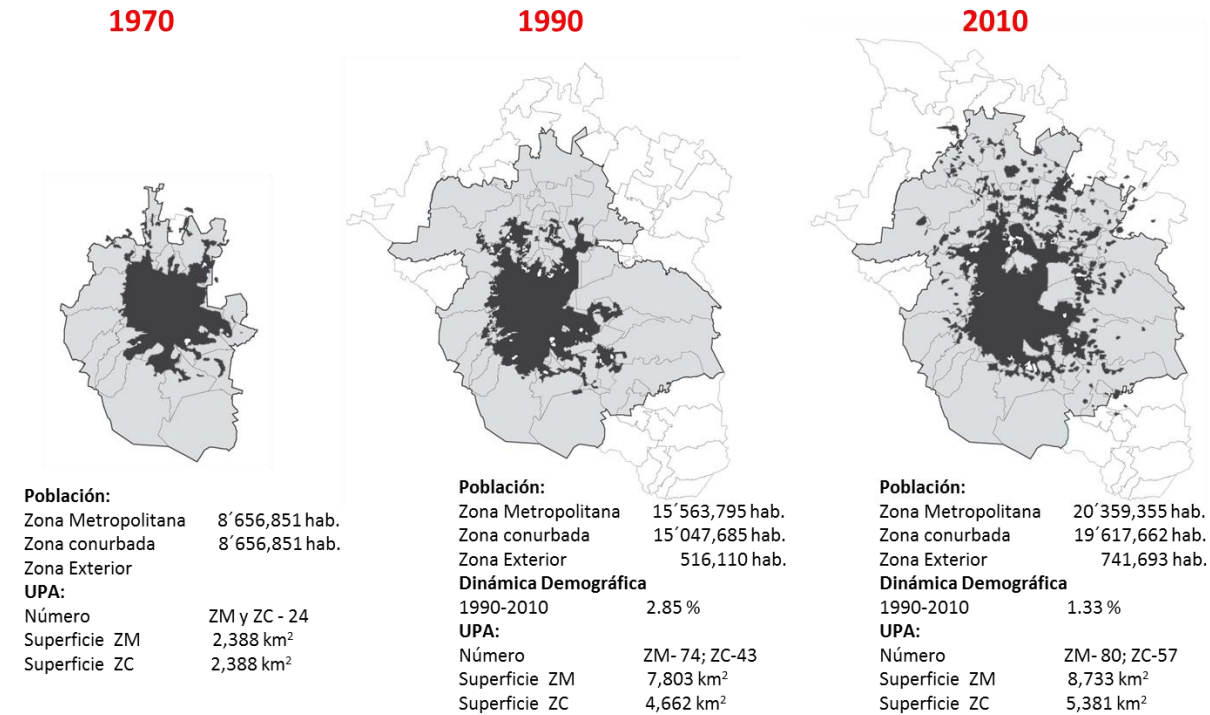 1970
Población:
Zona Metropolitana 8´656,851 hab.
Zona conurbada 8´656,851 hab.
Zona Exterior
UPA:
Número ZM y ZC - 24
Superficie ZM 2,388 km²
Superficie ZC 2,388 km²
1990
Población:
Zona Metropolitana 15´563,795 hab.
Zona conurbada 15´047,685 hab.
Zona Exterior 516,110 hab.
Dinámica Demográfica
1990-2010 2.85 %
UPA:
Número ZM- 74; ZC-43
Superficie ZM 7,803 km²
Superficie ZC 4,662 km²
2010
Población:
Zona Metropolitana 20´359,355 hab.
Zona conurbada 19´617,662 hab.
Zona Exterior 741,693 hab.
Dinámica Demográfica
1990-2010 1.33 %
UPA:
Número ZM- 80; ZC-57
Superficie ZM 8,733 km²
Superficie ZC 5,381 km²